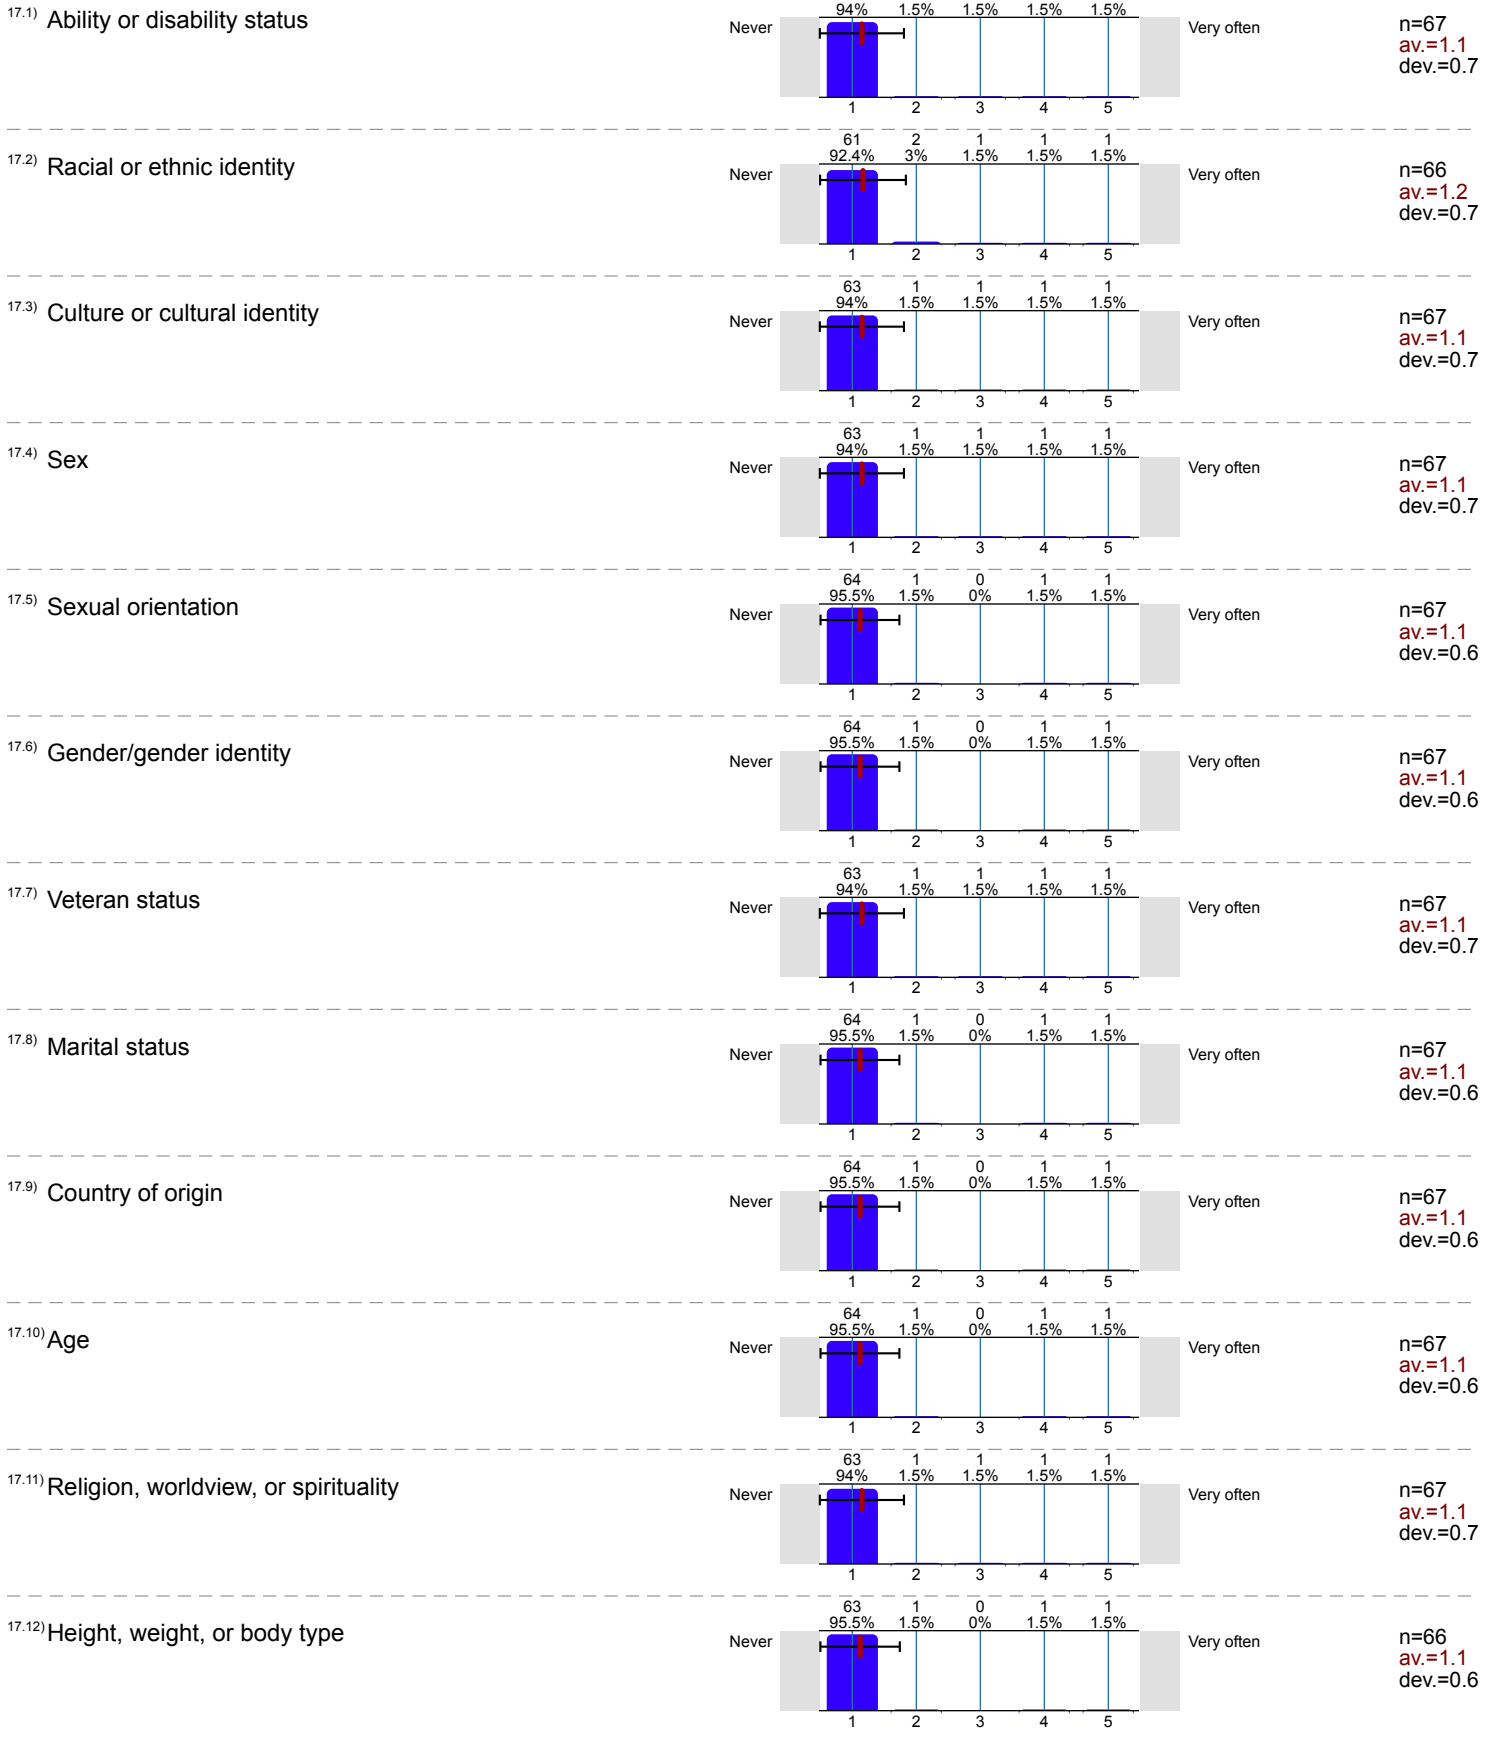 17.1) Ability or disability status
94% 1.5% 1.5% 1.5% 1.5%
Never Very often
n=67
av.=1.1
dev.=0.7
1 2 3 4 5
17.2) Racial or ethnic identity
61 2 1 1 1
92.4% 3% 1.5% 1.5% 1.5%
Never Very often
n=66
av.=1.2
dev.=0.7
1 2 3 4 5
17.3) Culture or cultural identity
63 1 1 1 1
94% 1.5% 1.5% 1.5% 1.5%
Never Very often
n=67
av.=1.1
dev.=0.7
1 2 3 4 5
17.4) Sex
63 1 1 1 1
94% 1.5% 1.5% 1.5% 1.5%
Never Very often
n=67
av.=1.1
dev.=0.7
1 2 3 4 5
17.5) Sexual orientation
64 1 0 1 1
95.5% 1.5% 0% 1.5% 1.5%
Never Very often
n=67
av.=1.1
dev.=0.6
1 2 3 4 5
17.6) Gender/gender identity
64 1 0 1 1
95.5% 1.5% 0% 1.5% 1.5%
Never Very often
n=67
av.=1.1
dev.=0.6
1 2 3 4 5
17.7) Veteran status
63 1 1 1 1
94% 1.5% 1.5% 1.5% 1.5%
Never Very often
n=67
av.=1.1
dev.=0.7
1 2 3 4 5
17.8) Marital status
64 1 0 1 1
95.5% 1.5% 0% 1.5% 1.5%
Never Very often
n=67
av.=1.1
dev.=0.6
1 2 3 4 5
17.9) Country of origin
64 1 0 1 1
95.5% 1.5% 0% 1.5% 1.5%
Never Very often
n=67
av.=1.1
dev.=0.6
1 2 3 4 5
17.10) Age
64 1 0 1 1
95.5% 1.5% 0% 1.5% 1.5%
Never Very often
n=67
av.=1.1
dev.=0.6
1 2 3 4 5
17.11) Religion, worldview, or spirituality
63 1 1 1 1
94% 1.5% 1.5% 1.5% 1.5%
Never Very often
n=67
av.=1.1
dev.=0.7
1 2 3 4 5
17.12) Height, weight, or body type
63 1 0 1 1
95.5% 1.5% 0% 1.5% 1.5%
Never Very often
n=66
av.=1.1
dev.=0.6
1 2 3 4 5